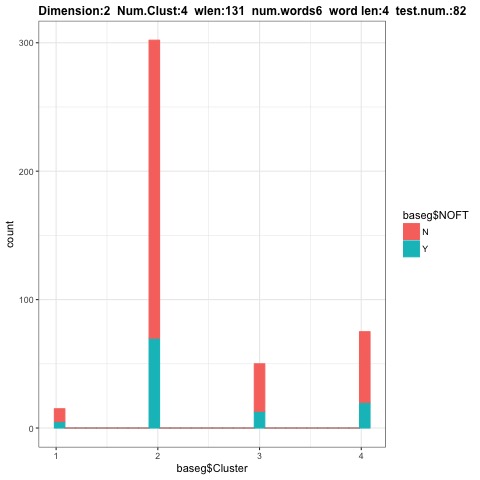 Dimension:2 Num.Clust:4 wlen:131 num.words6 word len:4 test.num.:82
300
200
100
0
count
1 2 3 4
baseg$Cluster
baseg$NOFT
N
Y